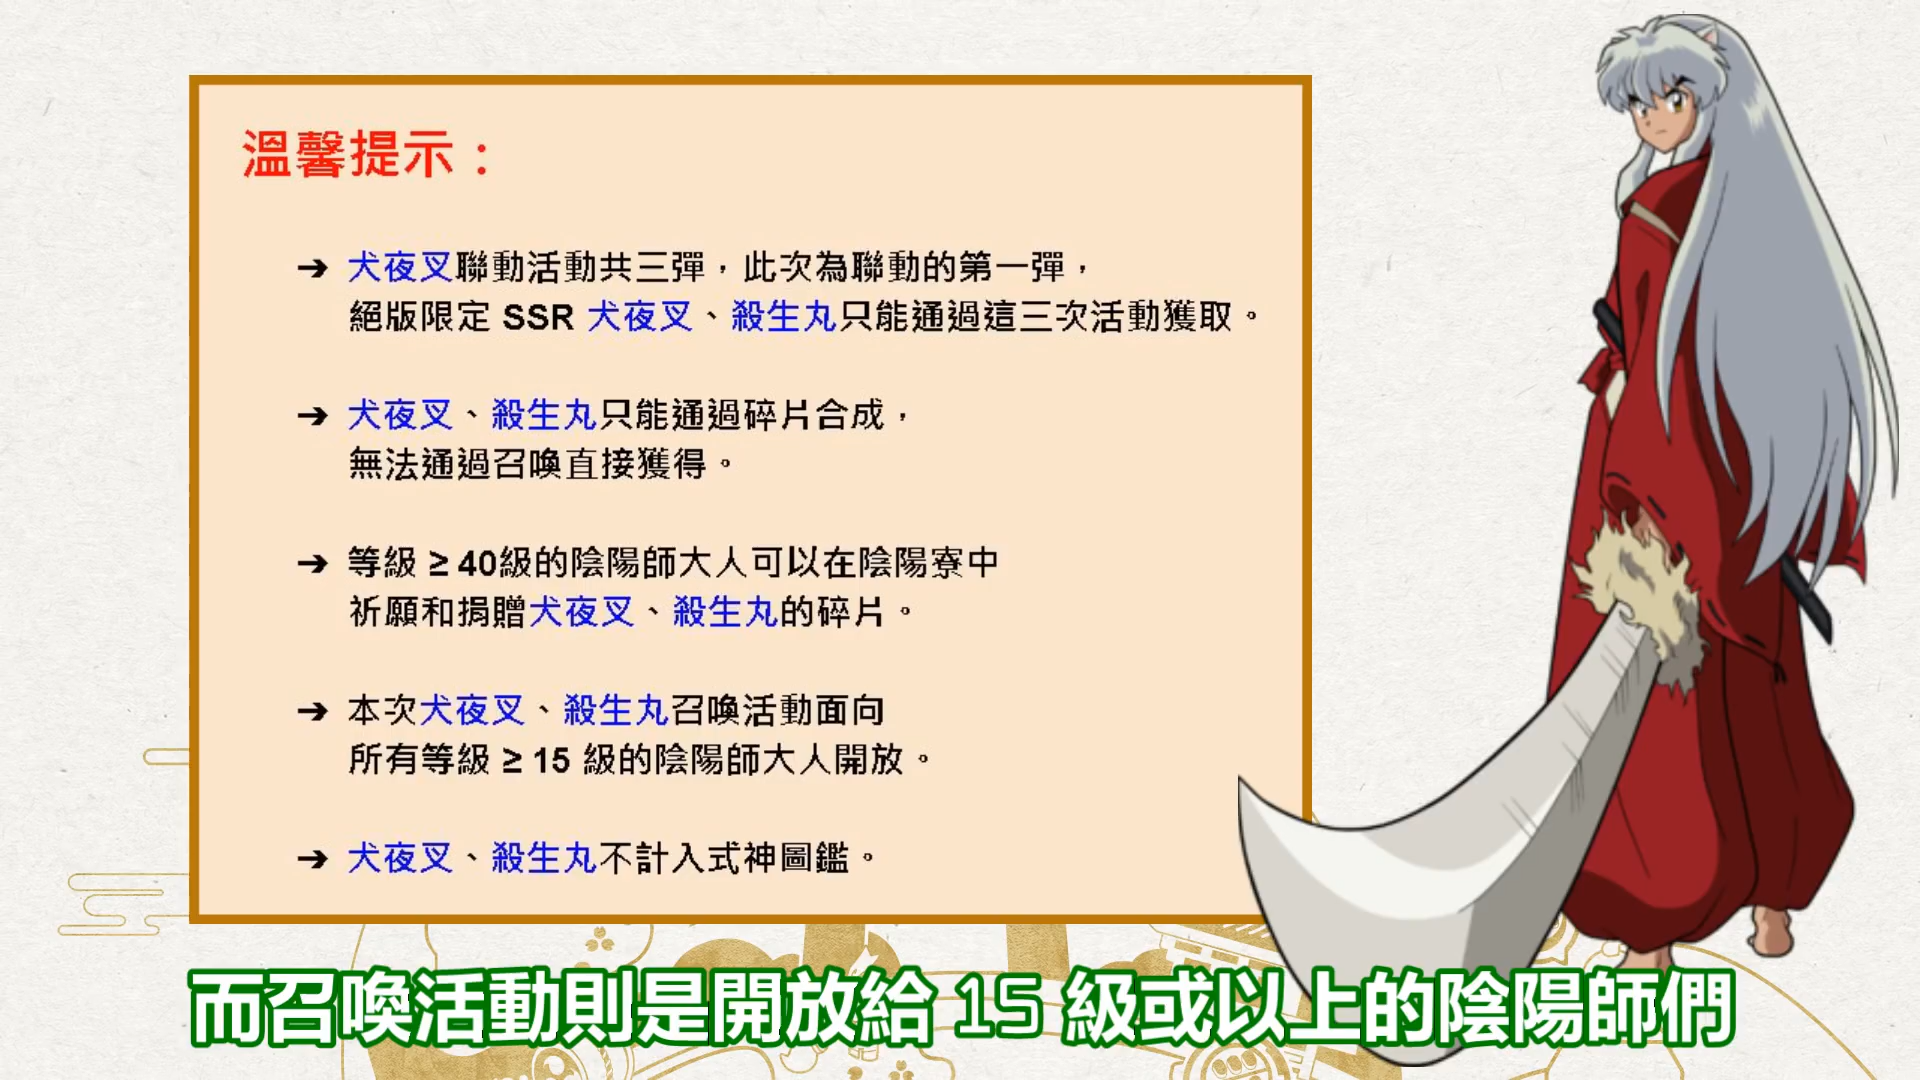 溫馨提示：
➔ 犬夜叉聯動活動共三彈，此次為聯動的第一彈，
絕版限定 SSR 犬夜叉、殺生丸只能通過這三次活動獲取。
➔ 犬夜叉、殺生丸只能通過碎片合成，
無法通過召喚直接獲得。
➔ 等級 ≥ 40級的陰陽師大人可以在陰陽寮中
祈願和捐贈犬夜叉、殺生丸的碎片。
➔ 本次犬夜叉、殺生丸召喚活動面向
所有等級 ≥ 15 級的陰陽師大人開放。
➔ 犬夜叉、殺生丸不計入式神圖鑑。
而召喚活動則是開放給 15 級或以上的陰陽師們